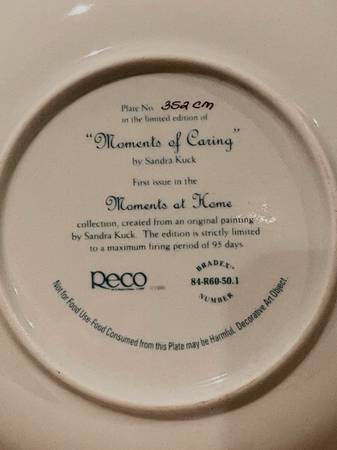 Plate No. 352 cm
in the limited edition of
"Moments of Caring"
by Sandra Kuck
First issue in the
Moments at Home
collection, created from an original painting
by Sandra Kuck. The edition is strictly limited
to a maximum firing period of 95 days.
Reco
BRADEX™
84-R60-50.1
NUMBER
Not for Food Use-Food Consumed from this Plate may be Harmful. Decorative Art Object.